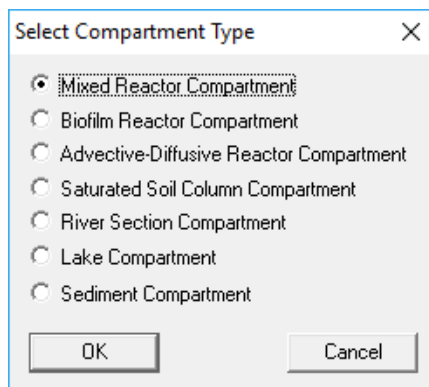 Select Compartment Type
Mixed Reactor Compartment
Biofilm Reactor Compartment
Advective-Diffusive Reactor Compartment
Saturated Soil Column Compartment
River Section Compartment
Lake Compartment
Sediment Compartment
OK Cancel